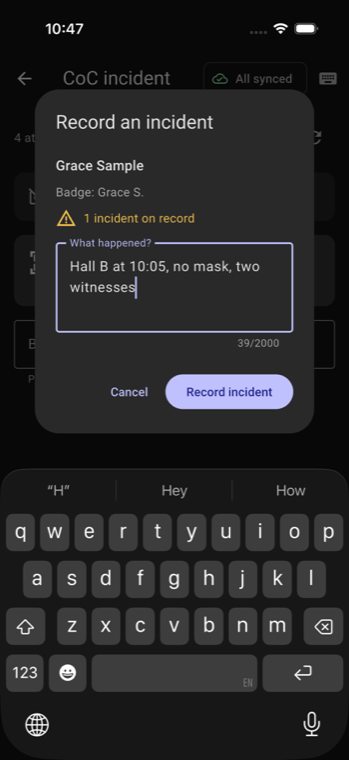 10:47
CoC incident
All synced
4 at
Record an incident
Grace Sample
Badge: Grace S.
1 incident on record
What happened?
Hall B at 10:05, no mask, two
witnesses
39/2000
B
P
Cancel
Record incident
“H”
Hey
How
q w e r t y u i o p
a s d f g h j k l
z x c v b n m
123
EN